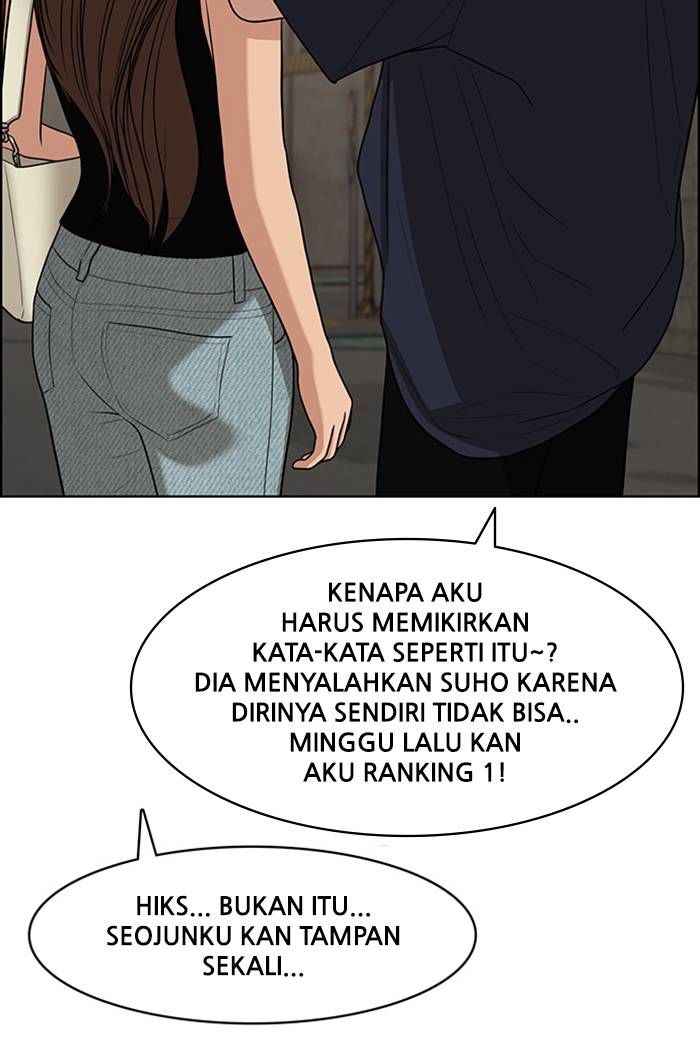 KENAPA AKU
HARUS MEMIKIRKAN
KATA-KATA SEPERTI ITU~?
DIA MENYALAHKAN SUHO KARENA
DIRINYA SENDIRI TIDAK BISA..
MINGGU LALU KAN
AKU RANKING 1!
HIKS... BUKAN ITU...
SEOJUNKU KAN TAMPAN
SEKALI...